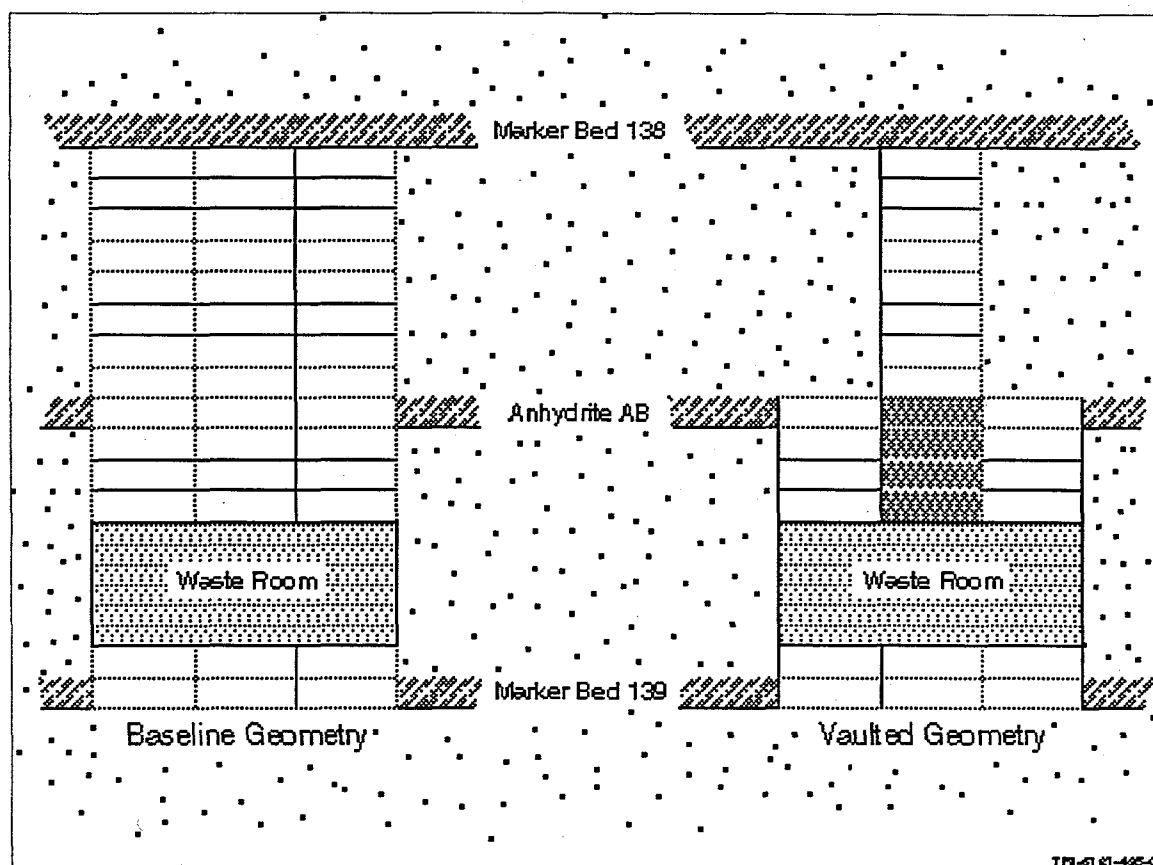 Marker Bed 138
Anhydrite AB
Waste Room
Waste Room
Marker Bed 139
Baseline Geometry
Vaulted Geometry